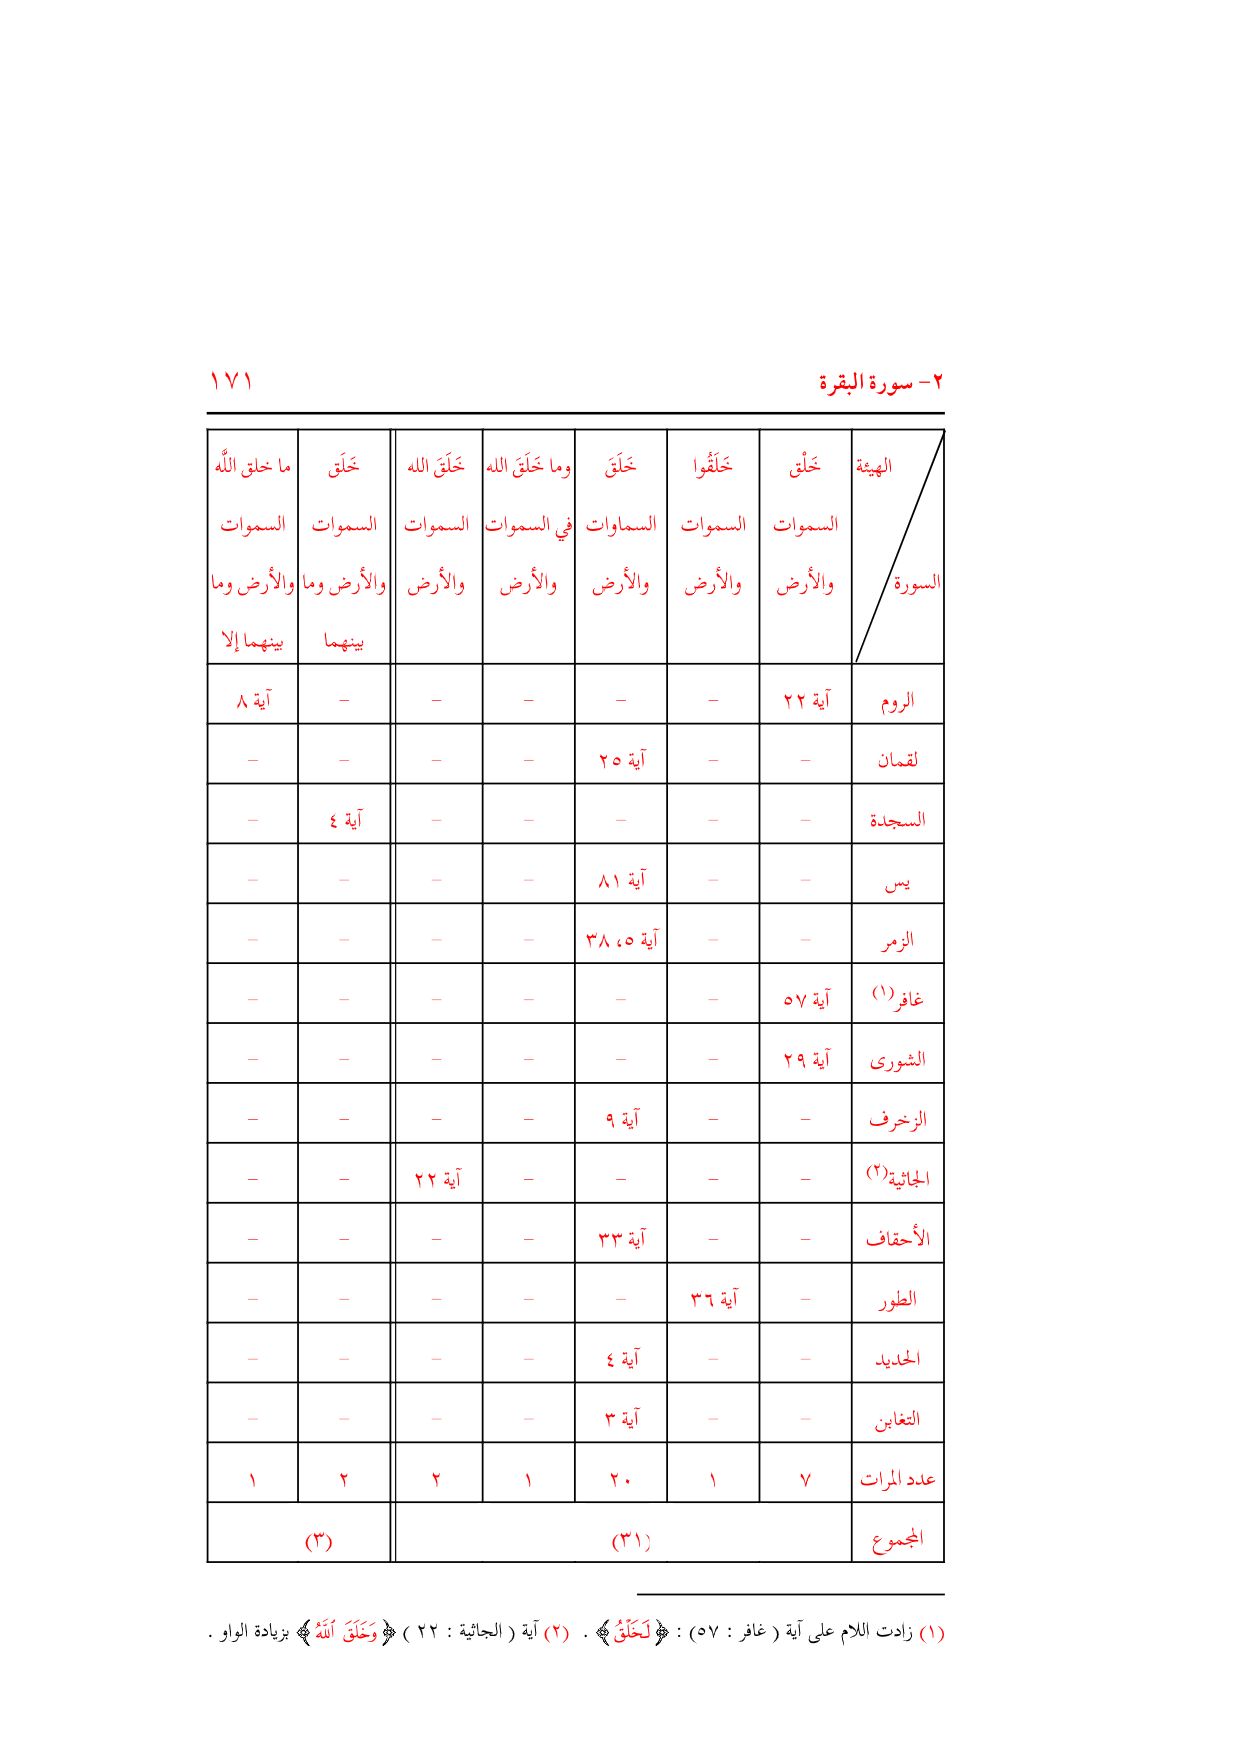 ٢- سورة البقرة ١٧١
الهيئة خَلْق خَلَقُوا خَلَقَ وما خَلَقَ الله خَلَقَ الله خَلَق ما خلق اللَّه
السموات السموات السماوات في السموات السموات السموات السموات
السورة والأرض والأرض والأرض والأرض والأرض والأرض وما والأرض وما
بينهما بينهما إلا
الروم آية ٢٢ – – – – – آية ٨
لقمان – – آية ٢٥ – – – –
السجدة – – – – – آية ٤ –
يس – – آية ٨١ – – – –
الزمر – – آية ٥، ٣٨ – – – –
غافر(١) آية ٥٧ – – – – – –
الشورى آية ٢٩ – – – – – –
الزخرف – – آية ٩ – – – –
الجاثية(٢) – – – – آية ٢٢ – –
الأحقاف – – آية ٣٣ – – – –
الطور – آية ٣٦ – – – – –
الحديد – – آية ٤ – – – –
التغابن – – آية ٣ – – – –
عدد المرات ٧ ١ ٢٠ ١ ٢ ٢ ١
المجموع (٣١) (٣)
(١) زادت اللام على آية ( غافر : ٥٧) : ﴿لَخَلْقُ﴾ . (٢) آية ( الجاثية : ٢٢ ) ﴿وَخَلَقَ ٱللَّهُ﴾ بزيادة الواو .